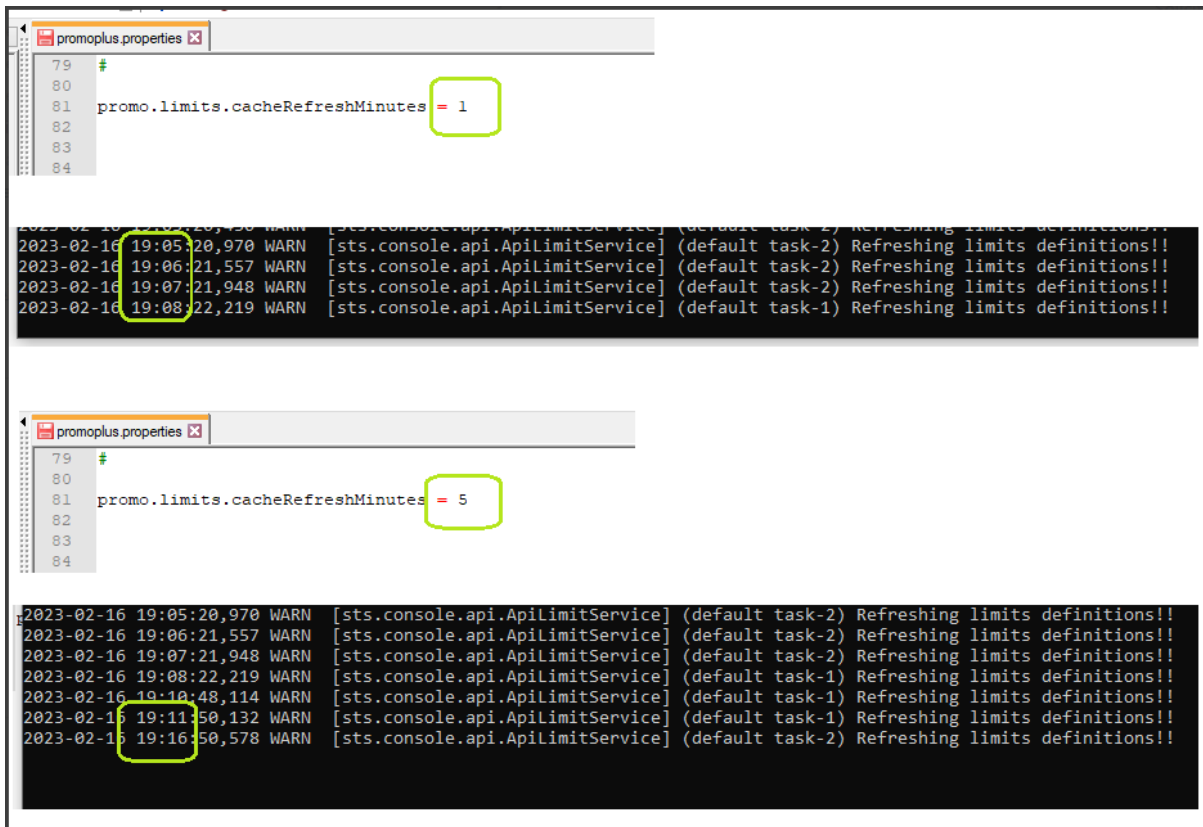 promoplus.properties
79 #
80
81 promo.limits.cacheRefreshMinutes = 1
82
83
84
WARN [sts.console.api.ApiLimitService] (default task-2) Refreshing limits definitions!!
2023-02-16 19:05:20,970 WARN [sts.console.api.ApiLimitService] (default task-2) Refreshing limits definitions!!
2023-02-16 19:06:21,557 WARN [sts.console.api.ApiLimitService] (default task-2) Refreshing limits definitions!!
2023-02-16 19:07:21,948 WARN [sts.console.api.ApiLimitService] (default task-2) Refreshing limits definitions!!
2023-02-16 19:08:22,219 WARN [sts.console.api.ApiLimitService] (default task-1) Refreshing limits definitions!!
promoplus.properties
79 #
80
81 promo.limits.cacheRefreshMinutes = 5
82
83
84
2023-02-16 19:05:20,970 WARN [sts.console.api.ApiLimitService] (default task-2) Refreshing limits definitions!!
2023-02-16 19:06:21,557 WARN [sts.console.api.ApiLimitService] (default task-2) Refreshing limits definitions!!
2023-02-16 19:07:21,948 WARN [sts.console.api.ApiLimitService] (default task-2) Refreshing limits definitions!!
2023-02-16 19:08:22,219 WARN [sts.console.api.ApiLimitService] (default task-1) Refreshing limits definitions!!
2023-02-16 19:10:48,114 WARN [sts.console.api.ApiLimitService] (default task-1) Refreshing limits definitions!!
2023-02-16 19:11:50,132 WARN [sts.console.api.ApiLimitService] (default task-1) Refreshing limits definitions!!
2023-02-16 19:16:50,578 WARN [sts.console.api.ApiLimitService] (default task-2) Refreshing limits definitions!!